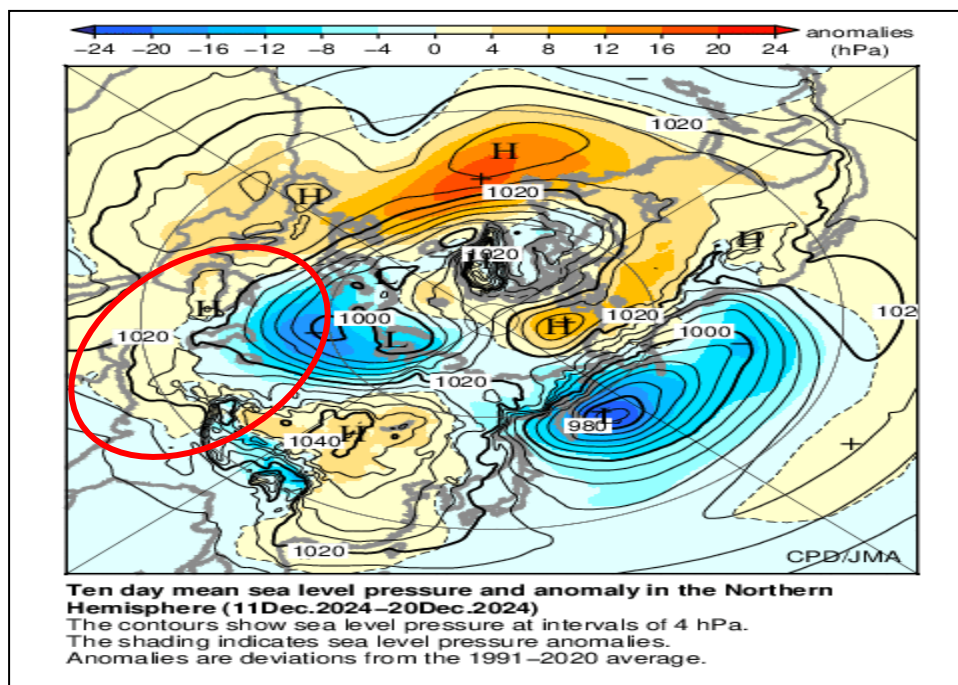 anomalies
−24 −20 −16 −12 −8 −4 0 4 8 12 16 20 24 (hPa)
1020
H
1020
H
1020
H
H
1020
1000
L
H
1020
1000
1020
L
1020
980
1040
H
1020
CPD/JMA
Ten day mean sea level pressure and anomaly in the Northern
Hemisphere (11Dec.2024−20Dec.2024)
The contours show sea level pressure at intervals of 4 hPa.
The shading indicates sea level pressure anomalies.
Anomalies are deviations from the 1991−2020 average.